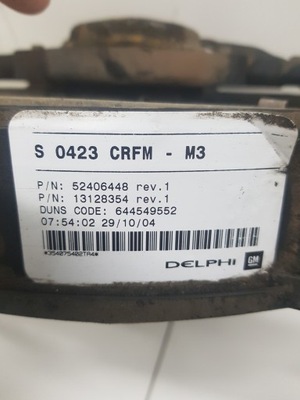 S 0423 CRFM - M3
P/N: 52406448 rev.1
P/N: 13128354 rev.1
DUNS CODE: 644549552
07:54:02 29/10/04
*354075402TA4*
DELPHI GM